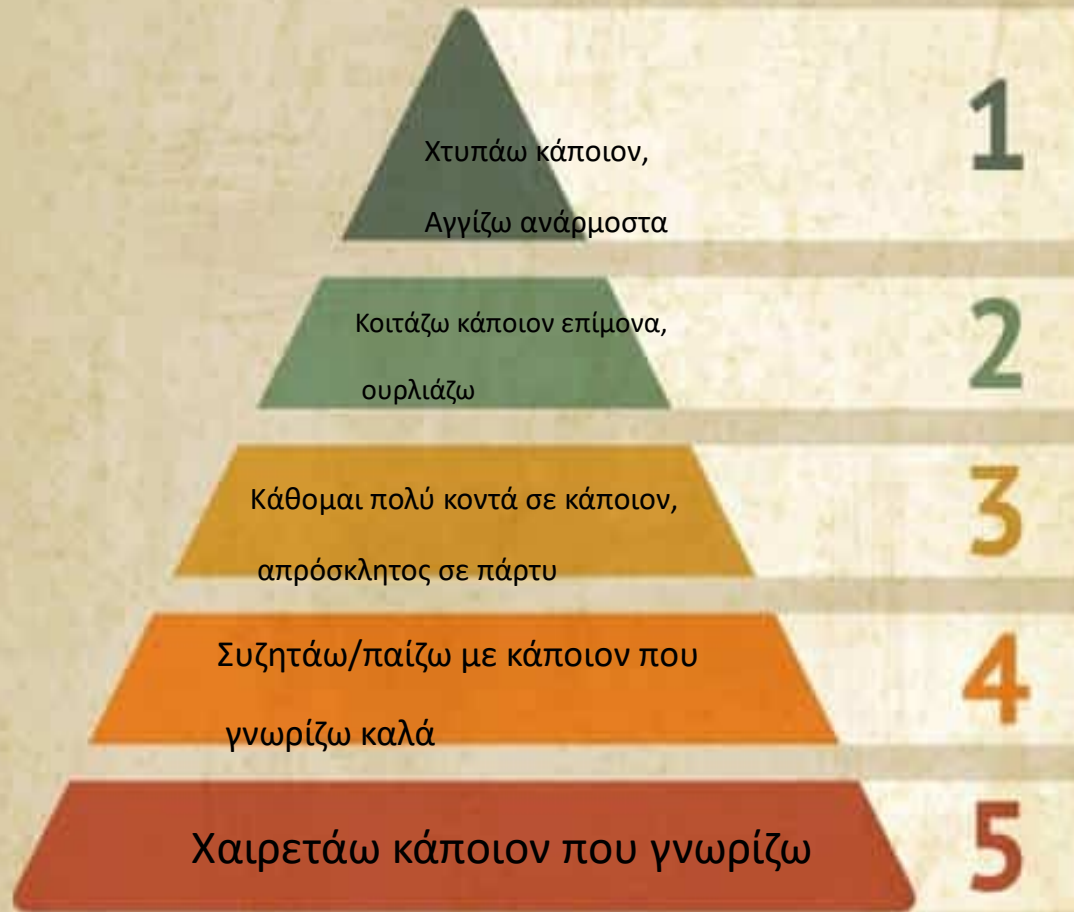 Χτυπάω κάποιον,
Αγγίζω ανάρμοστα
1
Κοιτάζω κάποιον επίμονα,
ουρλιάζω
2
Κάθομαι πολύ κοντά σε κάποιον,
απρόσκλητος σε πάρτυ
3
Συζητάω/παίζω με κάποιον που
γνωρίζω καλά
4
Χαιρετάω κάποιον που γνωρίζω
5